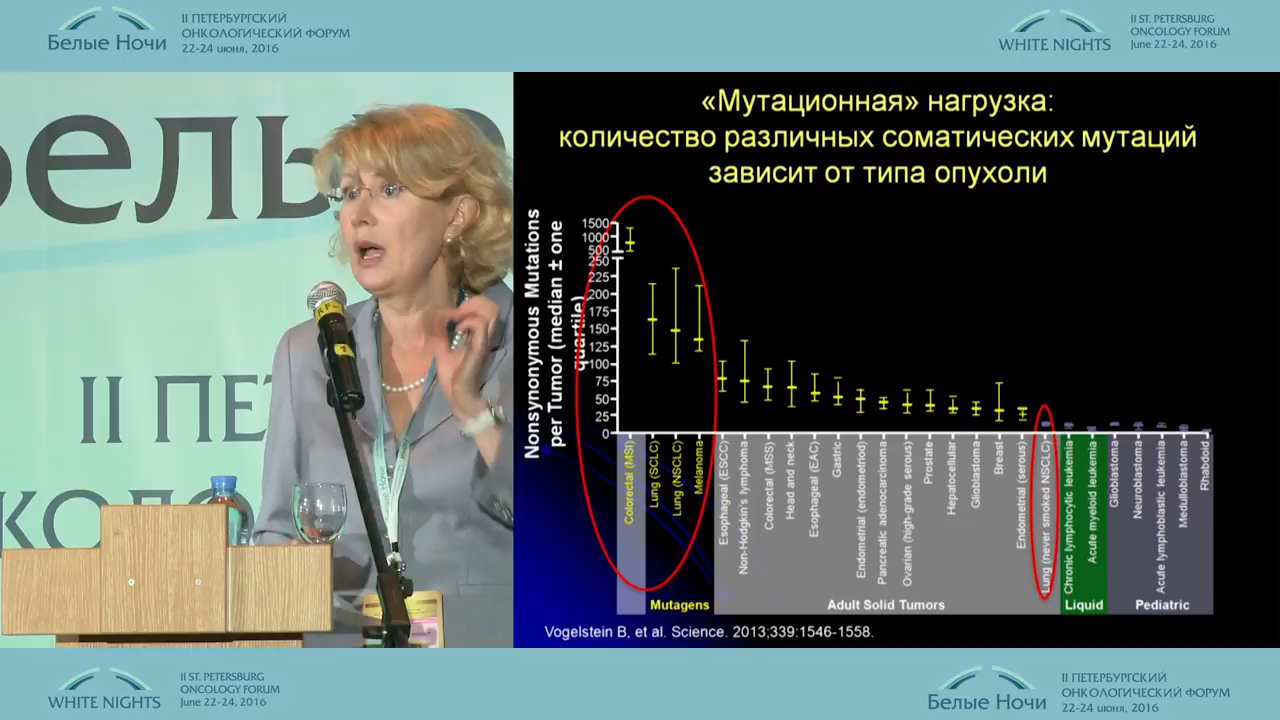 II ПЕТЕРБУРГСКИЙ
ОНКОЛОГИЧЕСКИЙ ФОРУМ
Белые Ночи
22-24 июня, 2016
II ST. PETERSBURG
ONCOLOGY FORUM
WHITE NIGHTS
June 22-24, 2016
II ПЕ
«Мутационная» нагрузка:
количество различных соматических мутаций
зависит от типа опухоли
Nonsynonymous Mutations
per Tumor (median ± one
quartile)
1500
1000
500
250
225
200
175
150
125
100
75
50
25
0
Colorectal (MSI)
Lung (SCLC)
Lung (NSCLC)
Melanoma
Esophageal (ESCC)
Non-Hodgkin's lymphoma
Colorectal (MSS)
Head and neck
Esophageal (EAC)
Gastric
Endometrial (endometriod)
Pancreatic adenocarcinoma
Ovarian (high-grade serous)
Prostate
Hepatocellular
Glioblastoma
Breast
Endometrial (serous)
Lung (never smoked NSCLC)
Chronic lymphocytic leukemia
Acute myeloid leukemia
Glioblastoma
Neuroblastoma
Acute lymphoblastic leukemia
Medulloblastoma
Rhabdoid
Mutagens
Adult Solid Tumors
Liquid
Pediatric
Vogelstein B, et al. Science. 2013;339:1546-1558.
WHITE NIGHTS
II ST. PETERSBURG
ONCOLOGY FORUM
June 22-24, 2016
Белые Ночи
II ПЕТЕРБУРГСКИЙ
ОНКОЛОГИЧЕСКИЙ ФОРУМ
22-24 июня, 2016